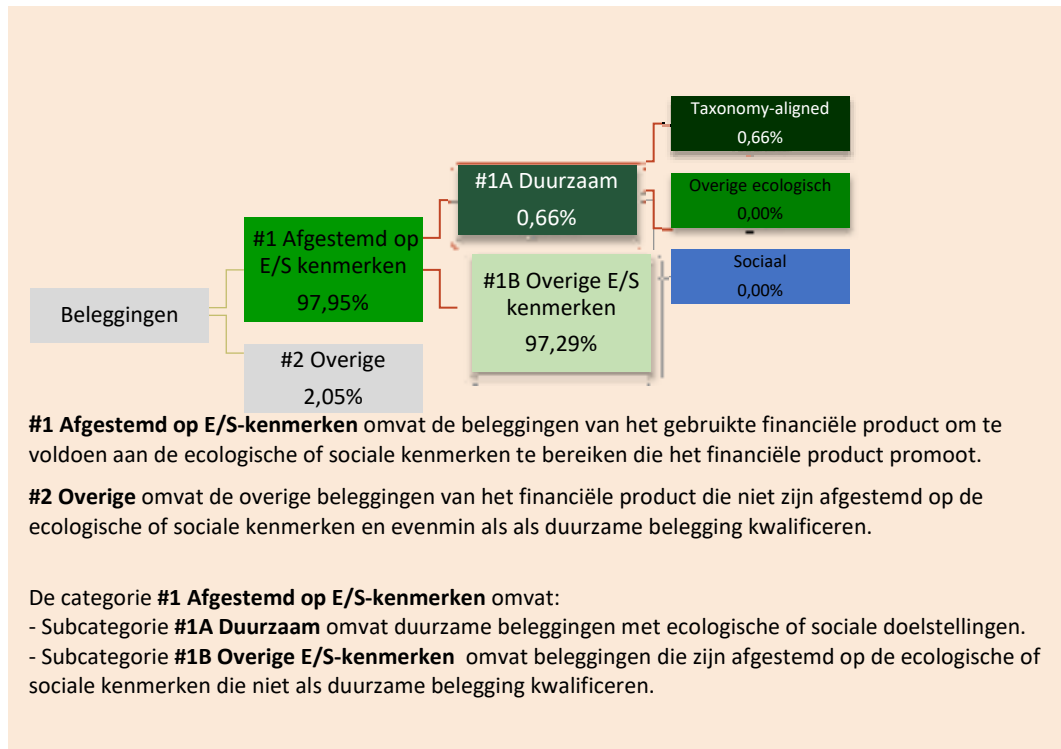 Taxonomy-aligned
0,66%
#1A Duurzaam
0,66%
Overige ecologisch
0,00%
#1 Afgestemd op
E/S kenmerken
97,95%
Sociaal
0,00%
#1B Overige E/S
kenmerken
97,29%
Beleggingen
#2 Overige
2,05%
#1 Afgestemd op E/S-kenmerken omvat de beleggingen van het gebruikte financiële product om te
voldoen aan de ecologische of sociale kenmerken te bereiken die het financiële product promoot.
#2 Overige omvat de overige beleggingen van het financiële product die niet zijn afgestemd op de
ecologische of sociale kenmerken en evenmin als als duurzame belegging kwalificeren.
De categorie #1 Afgestemd op E/S-kenmerken omvat:
- Subcategorie #1A Duurzaam omvat duurzame beleggingen met ecologische of sociale doelstellingen.
- Subcategorie #1B Overige E/S-kenmerken omvat beleggingen die zijn afgestemd op de ecologische of
sociale kenmerken die niet als duurzame belegging kwalificeren.